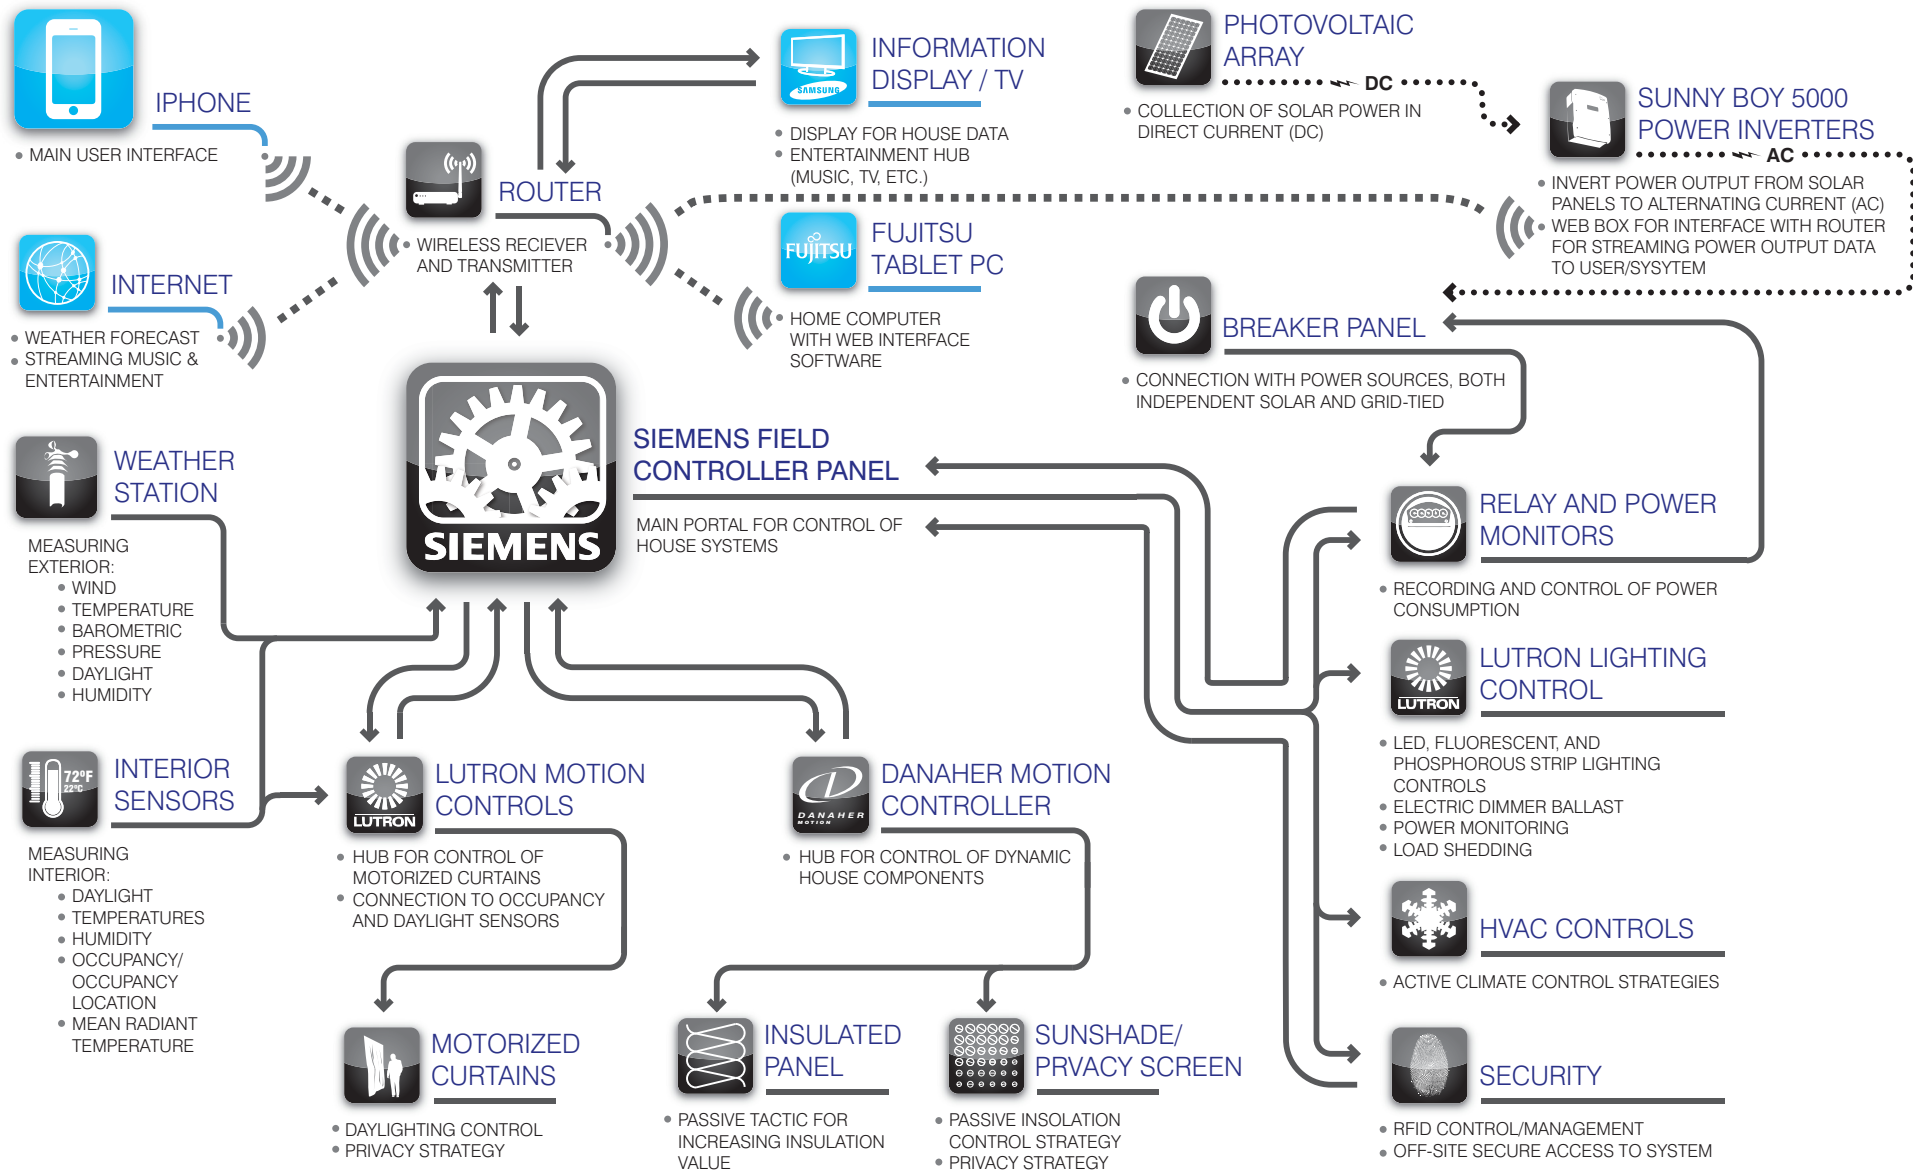 IPHONE
MAIN USER INTERFACE
INTERNET
WEATHER FORECAST
STREAMING MUSIC &
ENTERTAINMENT
ROUTER
WIRELESS RECIEVER
AND TRANSMITTER
SAMSUNG
INFORMATION
DISPLAY / TV
DISPLAY FOR HOUSE DATA
ENTERTAINMENT HUB
(MUSIC, TV, ETC.)
FUJITSU
FUJITSU
TABLET PC
HOME COMPUTER
WITH WEB INTERFACE
SOFTWARE
PHOTOVOLTAIC
ARRAY
DC
COLLECTION OF SOLAR POWER IN
DIRECT CURRENT (DC)
SUNNY BOY 5000
POWER INVERTERS
AC
INVERT POWER OUTPUT FROM SOLAR
PANELS TO ALTERNATING CURRENT (AC)
WEB BOX FOR INTERFACE WITH ROUTER
FOR STREAMING POWER OUTPUT DATA
TO USER/SYSYTEM
BREAKER PANEL
CONNECTION WITH POWER SOURCES, BOTH
INDEPENDENT SOLAR AND GRID-TIED
SIEMENS
SIEMENS FIELD
CONTROLLER PANEL
MAIN PORTAL FOR CONTROL OF
HOUSE SYSTEMS
WEATHER
STATION
MEASURING
EXTERIOR:
WIND
TEMPERATURE
BAROMETRIC
PRESSURE
DAYLIGHT
HUMIDITY
72°F
22°C
INTERIOR
SENSORS
MEASURING
INTERIOR:
DAYLIGHT
TEMPERATURES
HUMIDITY
OCCUPANCY/
OCCUPANCY
LOCATION
MEAN RADIANT
TEMPERATURE
LUTRON
LUTRON MOTION
CONTROLS
HUB FOR CONTROL OF
MOTORIZED CURTAINS
CONNECTION TO OCCUPANCY
AND DAYLIGHT SENSORS
DANAHER
MOTION
DANAHER MOTION
CONTROLLER
HUB FOR CONTROL OF DYNAMIC
HOUSE COMPONENTS
MOTORIZED
CURTAINS
DAYLIGHTING CONTROL
PRIVACY STRATEGY
INSULATED
PANEL
PASSIVE TACTIC FOR
INCREASING INSULATION
VALUE
SUNSHADE/
PRVACY SCREEN
PASSIVE INSOLATION
CONTROL STRATEGY
PRIVACY STRATEGY
RELAY AND POWER
MONITORS
RECORDING AND CONTROL OF POWER
CONSUMPTION
LUTRON
LUTRON LIGHTING
CONTROL
LED, FLUORESCENT, AND
PHOSPHOROUS STRIP LIGHTING
CONTROLS
ELECTRIC DIMMER BALLAST
POWER MONITORING
LOAD SHEDDING
HVAC CONTROLS
ACTIVE CLIMATE CONTROL STRATEGIES
SECURITY
RFID CONTROL/MANAGEMENT
OFF-SITE SECURE ACCESS TO SYSTEM